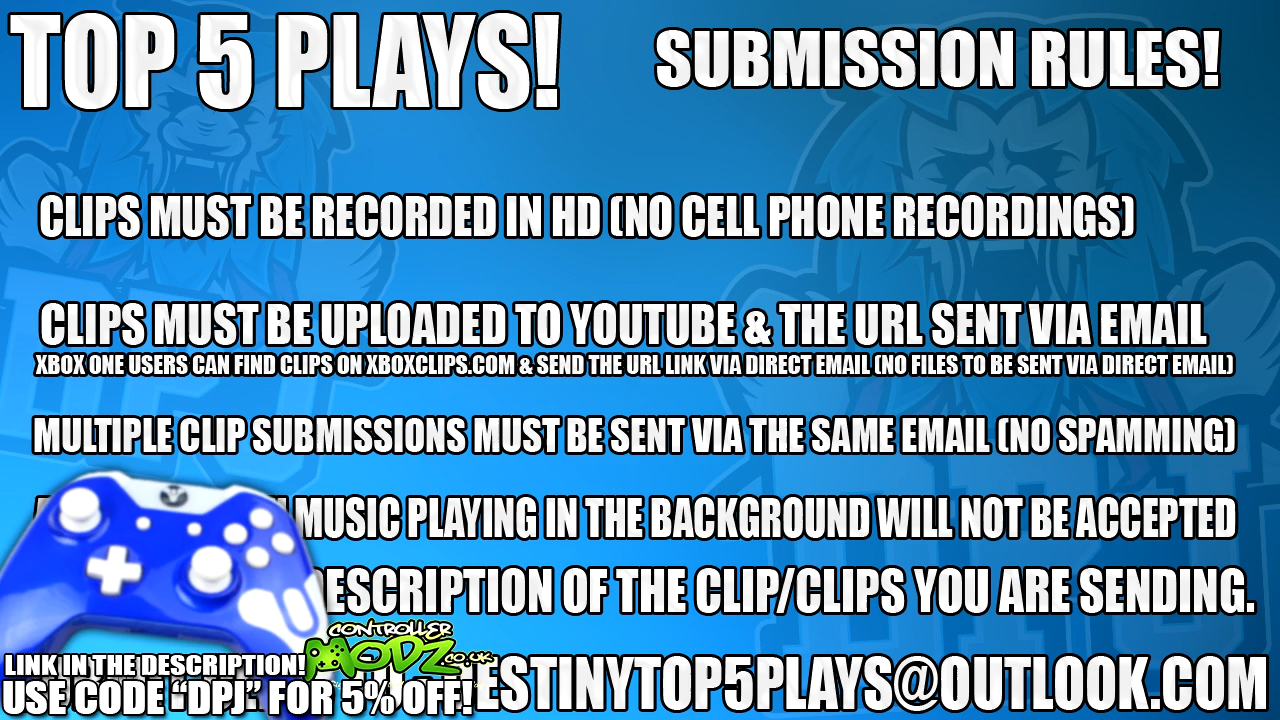 TOP 5 PLAYS!
SUBMISSION RULES!
CLIPS MUST BE RECORDED IN HD (NO CELL PHONE RECORDINGS)
CLIPS MUST BE UPLOADED TO YOUTUBE & THE URL SENT VIA EMAIL
XBOX ONE USERS CAN FIND CLIPS ON XBOXCLIPS.COM & SEND THE URL LINK VIA DIRECT EMAIL (NO FILES TO BE SENT VIA DIRECT EMAIL)
MULTIPLE CLIP SUBMISSIONS MUST BE SENT VIA THE SAME EMAIL (NO SPAMMING)
MUSIC PLAYING IN THE BACKGROUND WILL NOT BE ACCEPTED
ESCRIPTION OF THE CLIP/CLIPS YOU ARE SENDING.
CONTROLLER
MODZ.CO.UK
LINK IN THE DESCRIPTION!
USE CODE “DPJ” FOR 5% OFF!
ESTINYTOP5PLAYS@OUTLOOK.COM
DPJ